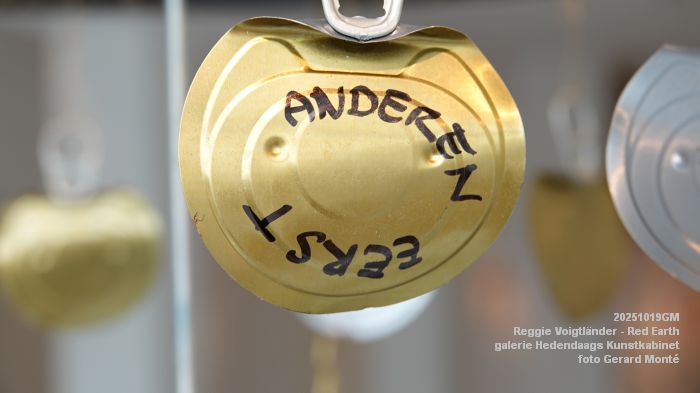 ANDEREN
EERST
20251019GM
Reggie Voigtländer - Red Earth
galerie Hedendaags Kunstkabinet
foto Gerard Monté